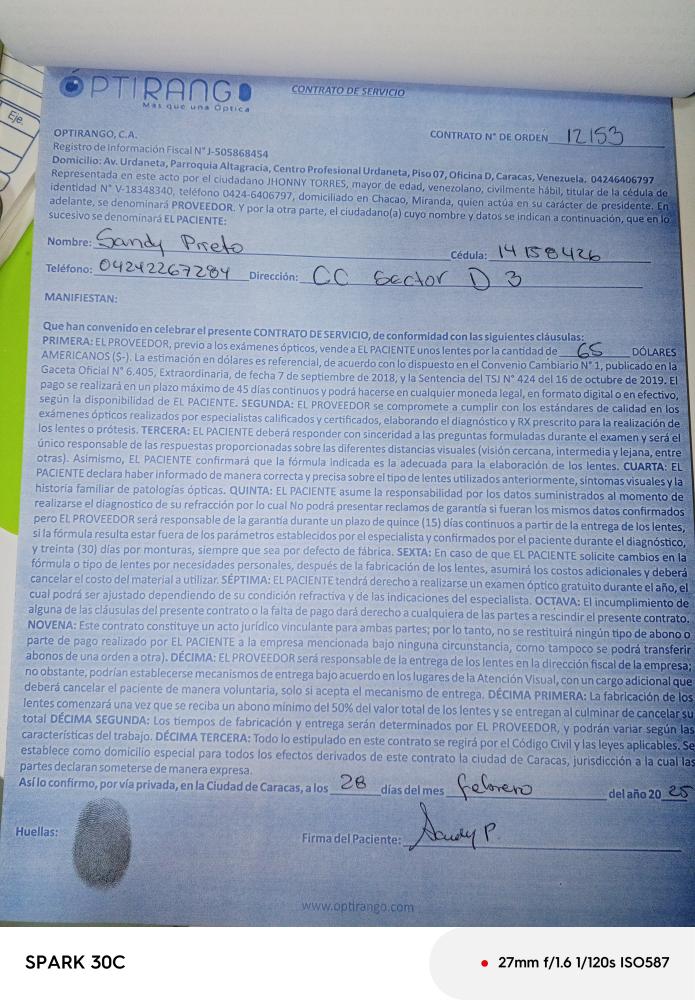 Eje.
ÓPTIRANGO
Más que una Óptica
CONTRATO DE SERVICIO
OPTIRANGO, C.A.
CONTRATO N° DE ORDEN 12153
Registro de Información Fiscal N° J-505868454
Domicilio: Av. Urdaneta, Parroquia Altagracia, Centro Profesional Urdaneta, Piso 07, Oficina D, Caracas, Venezuela. 04246406797
Representada en este acto por el ciudadano JHONNY TORRES, mayor de edad, venezolano, civilmente hábil, titular de la cédula de
identidad N° V-18348340, teléfono 0424-6406797, domiciliado en Chacao, Miranda, quien actúa en su carácter de presidente. En
adelante, se denominará PROVEEDOR. Y por la otra parte, el ciudadano(a) cuyo nombre y datos se indican a continuación, que en lo
sucesivo se denominará EL PACIENTE:
Nombre: Sandy Prieto Cédula: 14158426
Teléfono: 04242267284 Dirección: CC Sector D 3
MANIFIESTAN:
Que han convenido en celebrar el presente CONTRATO DE SERVICIO, de conformidad con las siguientes cláusulas:
PRIMERA: EL PROVEEDOR, previo a los exámenes ópticos, vende a EL PACIENTE unos lentes por la cantidad de 65 DÓLARES
AMERICANOS ($-). La estimación en dólares es referencial, de acuerdo con lo dispuesto en el Convenio Cambiario N° 1, publicado en la
Gaceta Oficial N° 6.405, Extraordinaria, de fecha 7 de septiembre de 2018, y la Sentencia del TSJ N° 424 del 16 de octubre de 2019. El
pago se realizará en un plazo máximo de 45 días continuos y podrá hacerse en cualquier moneda legal, en formato digital o en efectivo,
según la disponibilidad de EL PACIENTE. SEGUNDA: EL PROVEEDOR se compromete a cumplir con los estándares de calidad en los
exámenes ópticos realizados por especialistas calificados y certificados, elaborando el diagnóstico y RX prescrito para la realización de
los lentes o prótesis. TERCERA: EL PACIENTE deberá responder con sinceridad a las preguntas formuladas durante el examen y será el
único responsable de las respuestas proporcionadas sobre las diferentes distancias visuales (visión cercana, intermedia y lejana, entre
otras). Asimismo, EL PACIENTE confirmará que la fórmula indicada es la adecuada para la elaboración de los lentes. CUARTA: EL
PACIENTE declara haber informado de manera correcta y precisa sobre el tipo de lentes utilizados anteriormente, síntomas visuales y la
historia familiar de patologías ópticas. QUINTA: EL PACIENTE asume la responsabilidad por los datos suministrados al momento de
realizarse el diagnostico de su refracción por lo cual No podrá presentar reclamos de garantía si fueran los mismos datos confirmados
pero EL PROVEEDOR será responsable de la garantía durante un plazo de quince (15) días continuos a partir de la entrega de los lentes,
si la fórmula resulta estar fuera de los parámetros establecidos por el especialista y confirmados por el paciente durante el diagnóstico,
y treinta (30) días por monturas, siempre que sea por defecto de fábrica. SEXTA: En caso de que EL PACIENTE solicite cambios en la
fórmula o tipo de lentes por necesidades personales, después de la fabricación de los lentes, asumirá los costos adicionales y deberá
cancelar el costo del material a utilizar. SÉPTIMA: EL PACIENTE tendrá derecho a realizarse un examen óptico gratuito durante el año, el
cual podrá ser ajustado dependiendo de su condición refractiva y de las indicaciones del especialista. OCTAVA: El incumplimiento de
alguna de las cláusulas del presente contrato o la falta de pago dará derecho a cualquiera de las partes a rescindir el presente contrato.
NOVENA: Este contrato constituye un acto jurídico vinculante para ambas partes; por lo tanto, no se restituirá ningún tipo de abono o
parte de pago realizado por EL PACIENTE a la empresa mencionada bajo ninguna circunstancia, como tampoco se podrá transferir
abonos de una orden a otra). DÉCIMA: EL PROVEEDOR será responsable de la entrega de los lentes en la dirección fiscal de la empresa;
no obstante, podrían establecerse mecanismos de entrega bajo acuerdo en los lugares de la Atención Visual, con un cargo adicional que
deberá cancelar el paciente de manera voluntaria, solo si acepta el mecanismo de entrega. DÉCIMA PRIMERA: La fabricación de los
lentes comenzará una vez que se reciba un abono mínimo del 50% del valor total de los lentes y se entregan al culminar de cancelar su
total DÉCIMA SEGUNDA: Los tiempos de fabricación y entrega serán determinados por EL PROVEEDOR, y podrán variar según las
características del trabajo. DÉCIMA TERCERA: Todo lo estipulado en este contrato se regirá por el Código Civil y las leyes aplicables. Se
establece como domicilio especial para todos los efectos derivados de este contrato la ciudad de Caracas, jurisdicción a la cual las
partes declaran someterse de manera expresa.
Así lo confirmo, por vía privada, en la Ciudad de Caracas, a los 28 días del mes febrero del año 20 25
Huellas:
Firma del Paciente: Sandy P.
www.optirango.com
SPARK 30C
27mm f/1.6 1/120s ISO587